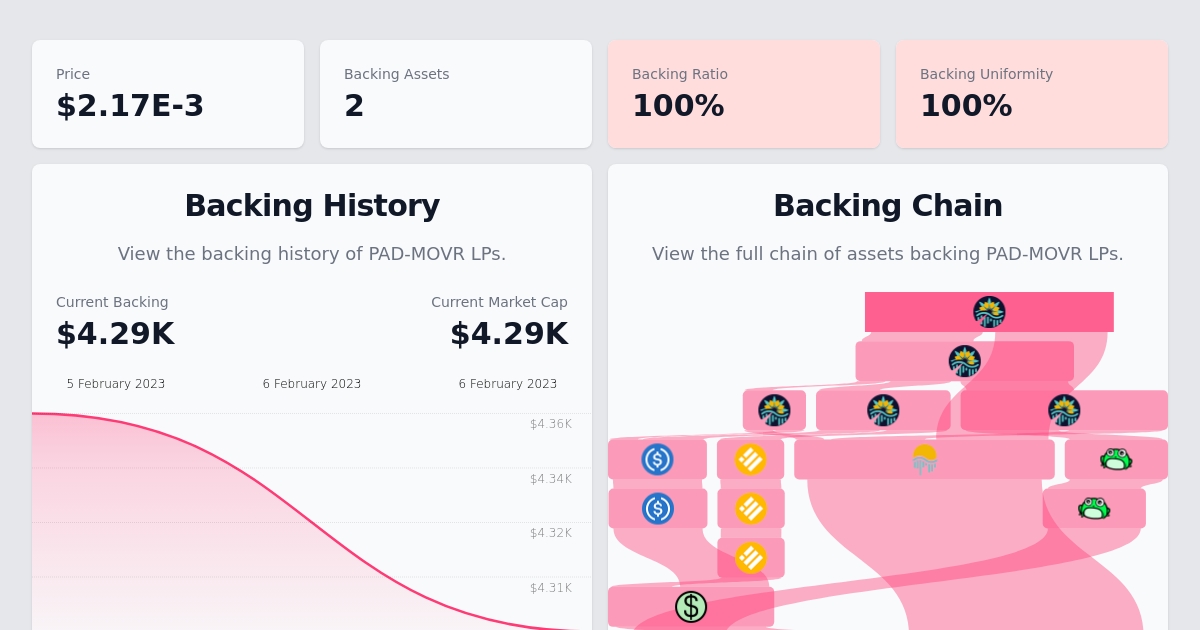 Price
$2.17E-3
Backing Assets
2
Backing Ratio
100%
Backing Uniformity
100%
Backing History
View the backing history of PAD-MOVR LPs.
Current Backing
$4.29K
Current Market Cap
$4.29K
5 February 2023
6 February 2023
6 February 2023
$4.36K
$4.34K
$4.32K
$4.31K
Backing Chain
View the full chain of assets backing PAD-MOVR LPs.